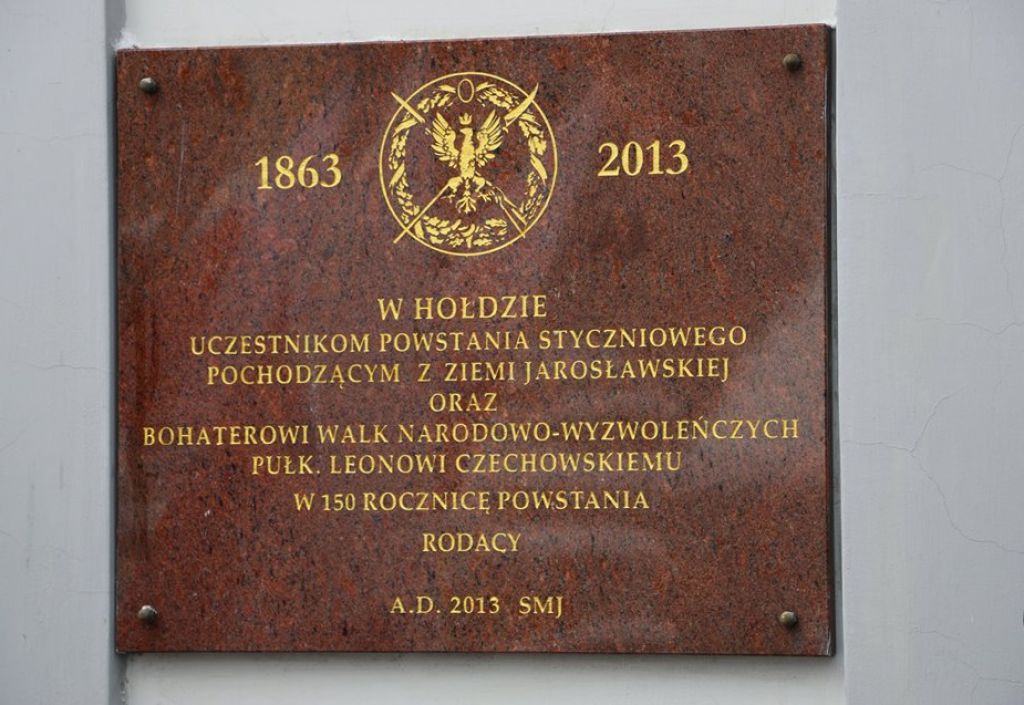 1863 2013
W HOŁDZIE
UCZESTNIKOM POWSTANIA STYCZNIOWEGO
POCHODZĄCYM Z ZIEMI JAROSŁAWSKIEJ
ORAZ
BOHATEROWI WALK NARODOWO-WYZWOLEŃCZYCH
PUŁK. LEONOWI CZECHOWSKIEMU
W 150 ROCZNICĘ POWSTANIA
RODACY
A.D. 2013 SMJ